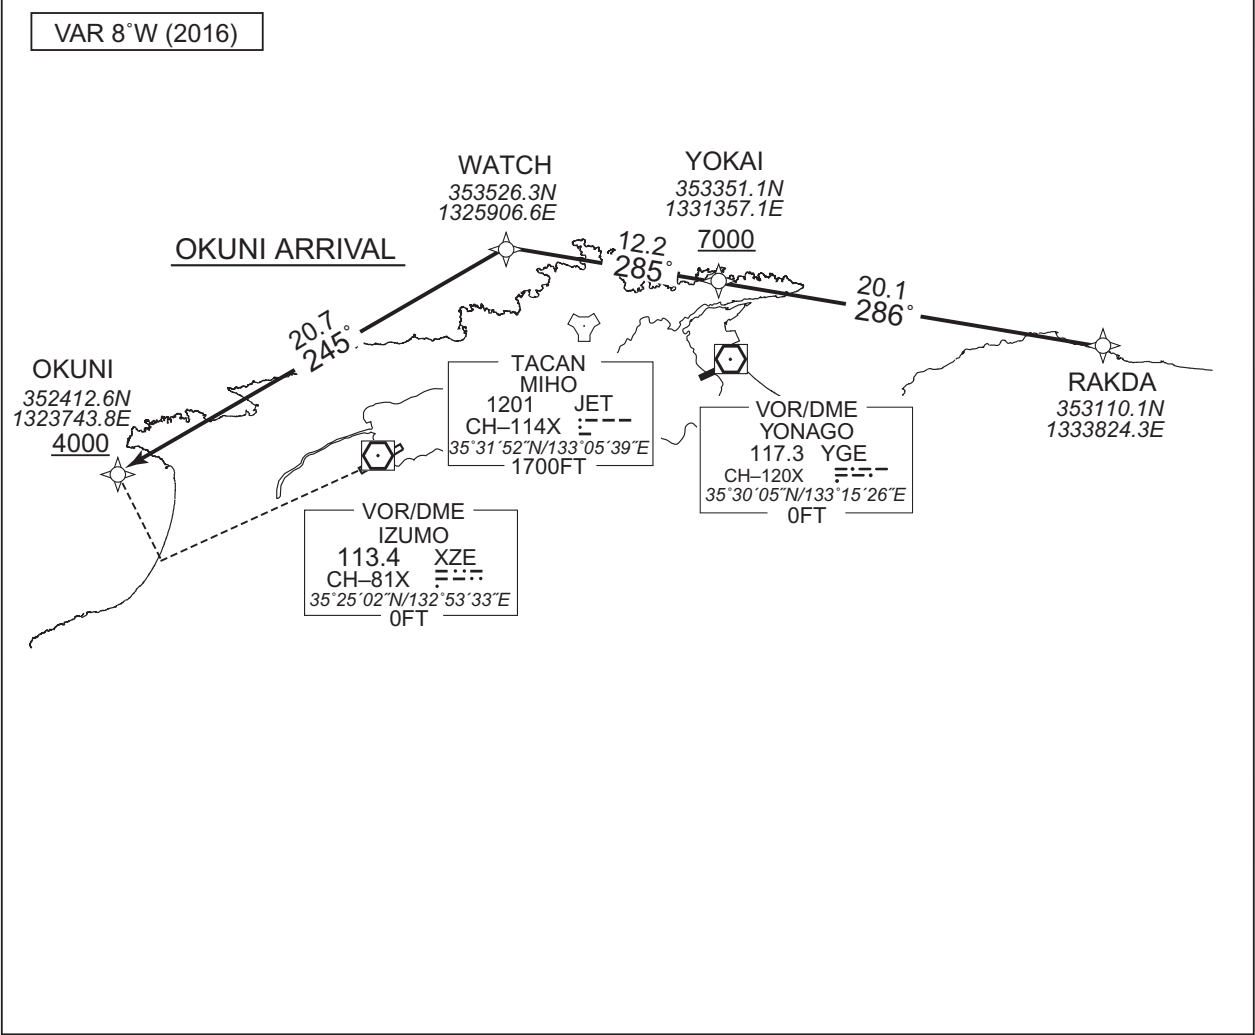 VAR 8˚W (2016)
WATCH
353526.3N
1325906.6E
YOKAI
353351.1N
1331357.1E
7000
OKUNI ARRIVAL
12.2
285˚
20.1
286˚
20.7
245˚
OKUNI
352412.6N
1323743.8E
4000
RAKDA
353110.1N
1333824.3E
TACAN
MIHO
1201 JET
CH–114X
35˚31´52˝N/133˚05´39˝E
1700FT
VOR/DME
YONAGO
117.3 YGE
CH–120X
35˚30´05˝N/133˚15´26˝E
0FT
VOR/DME
IZUMO
113.4 XZE
CH–81X
35˚25´02˝N/132˚53´33˝E
0FT